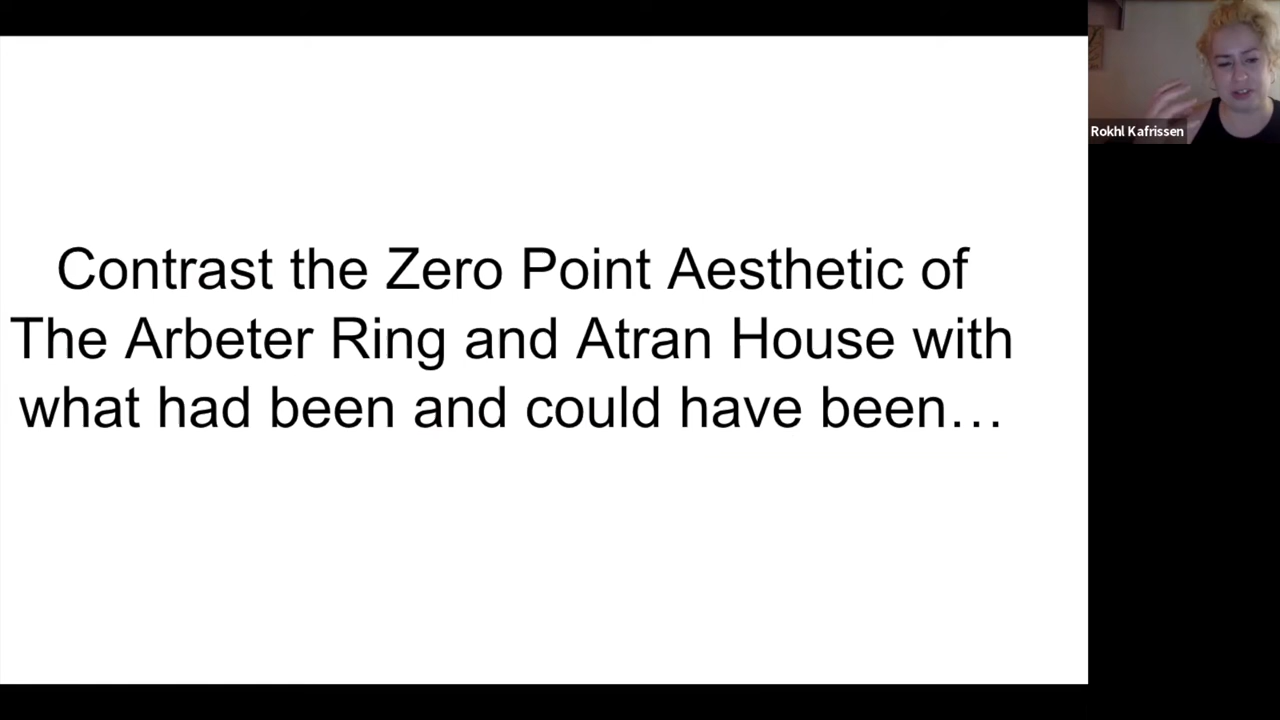 Contrast the Zero Point Aesthetic of
The Arbeter Ring and Atran House with
what had been and could have been…
Rokhl Kafrissen